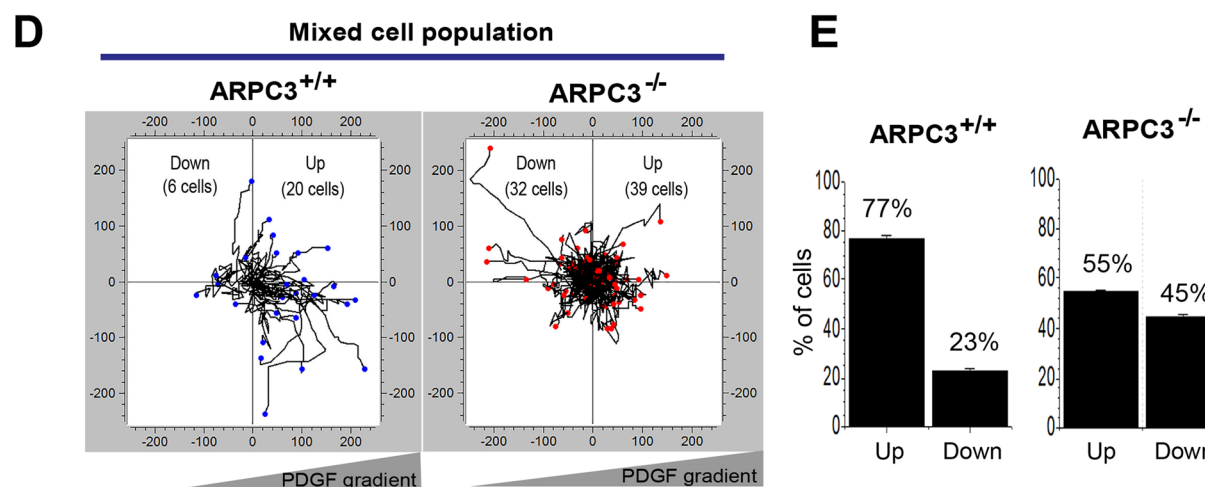 D
Mixed cell population
ARPC3+/+
ARPC3-/-
-200 -100 0 100 200
-200 -100 0 100 200
Down
(6 cells)
Up
(20 cells)
Down
(32 cells)
Up
(39 cells)
200
100
0
-100
-200
200
100
0
-100
-200
200
100
0
-100
-200
200
100
0
-100
-200
-200 -100 0 100 200
-200 -100 0 100 200
PDGF gradient
PDGF gradient
E
ARPC3+/+
ARPC3-/-
% of cells
100
80
60
40
20
0
77%
23%
Up Down
100
80
60
40
20
0
55%
45%
Up Down